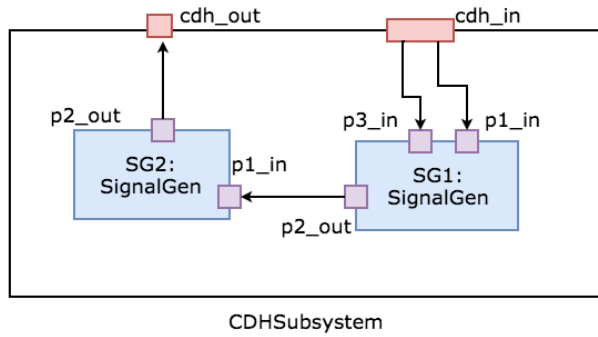 cdh_out
cdh_in
p2_out
p3_in
p1_in
SG2:
SignalGen
p1_in
SG1:
SignalGen
p2_out
CDHSubsystem